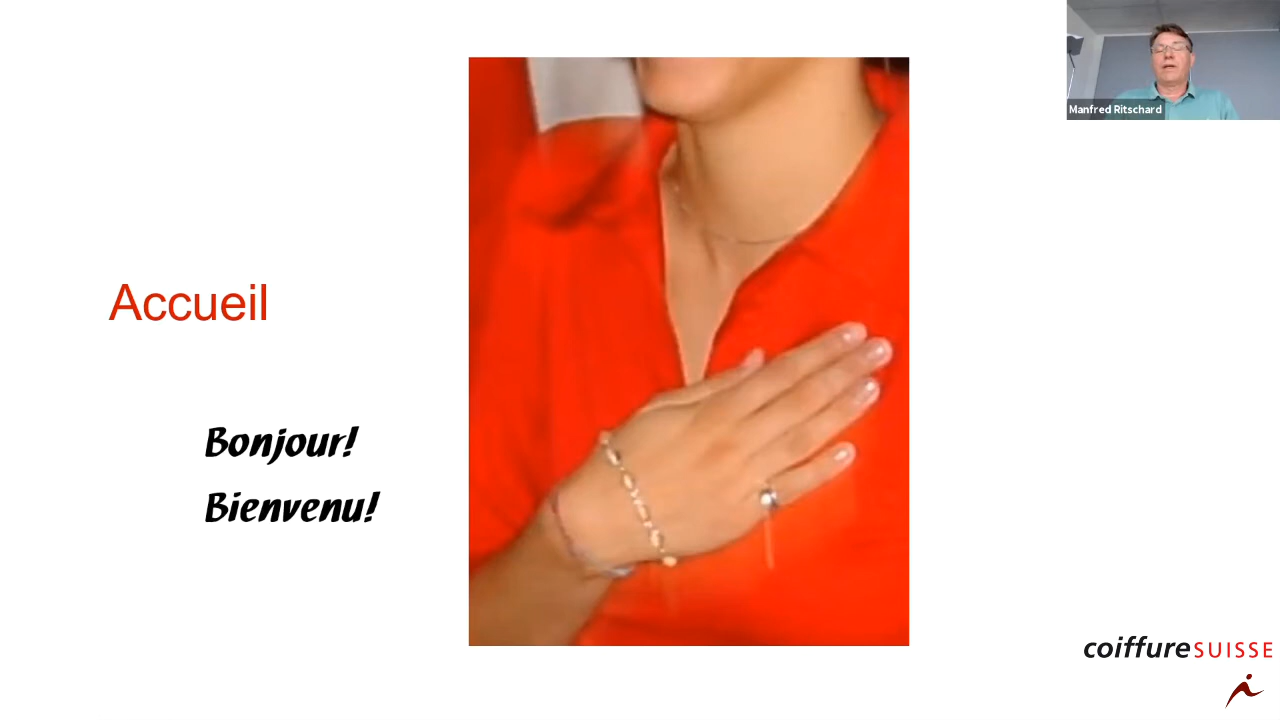 Manfred Ritschard
Accueil
Bonjour!
Bienvenu!
coiffureSUISSE